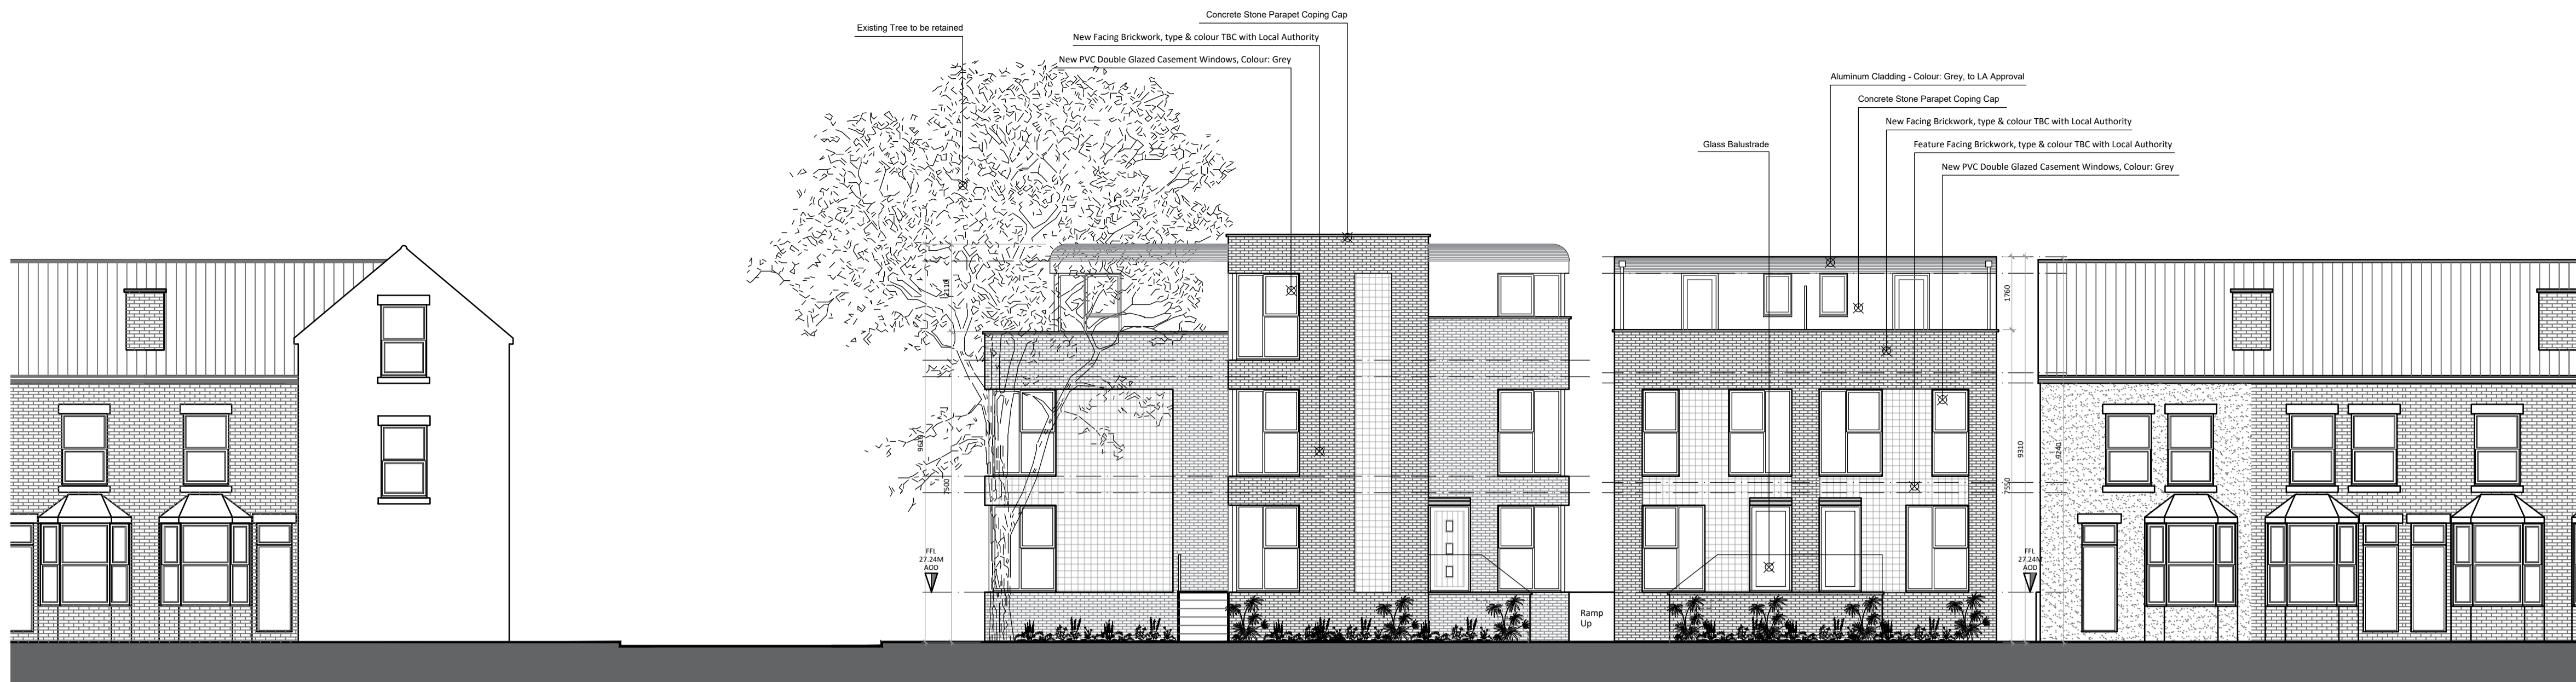 Concrete Stone Parapet Coping Cap
Existing Tree to be retained
New Facing Brickwork, type & colour TBC with Local Authority
New PVC Double Glazed Casement Windows, Colour: Grey
Aluminum Cladding - Colour: Grey, to LA Approval
Concrete Stone Parapet Coping Cap
New Facing Brickwork, type & colour TBC with Local Authority
Glass Balustrade
Feature Facing Brickwork, type & colour TBC with Local Authority
New PVC Double Glazed Casement Windows, Colour: Grey
2110
1760
9610
7500
7550
9310
9240
FFL
27.24M
AOD
FFL
27.24M
AOD
Ramp
Up